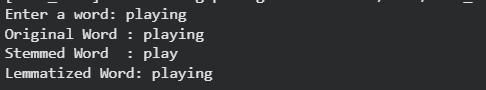 Enter a word: playing
Original Word : playing
Stemmed Word  : play
Lemmatized Word: playing